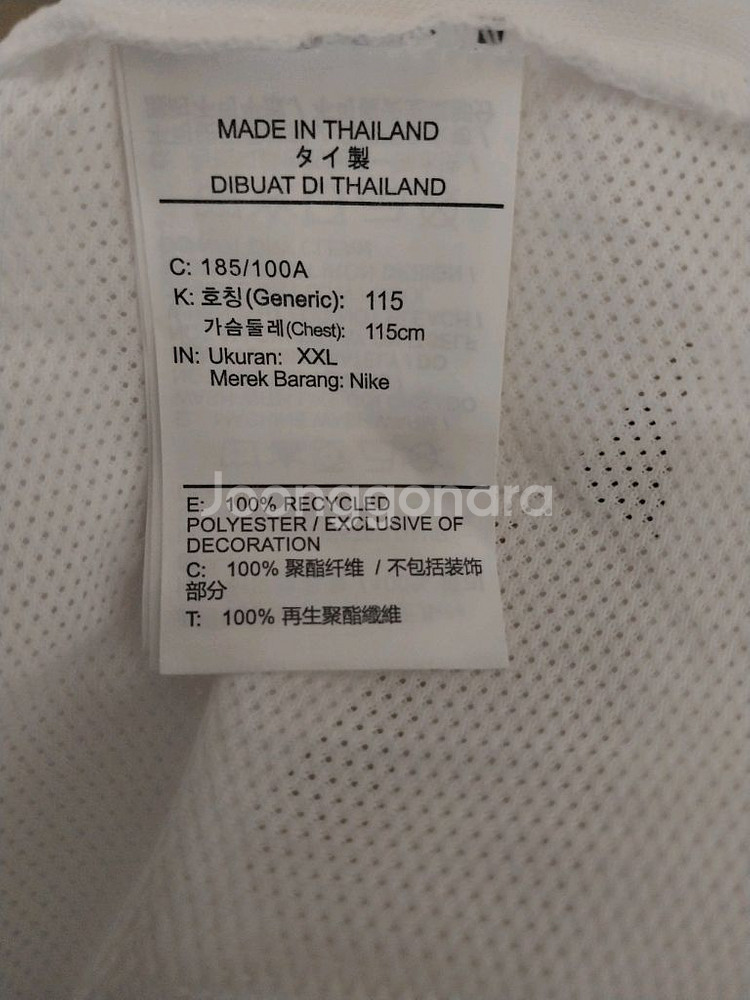 MADE IN THAILAND
タイ製
DIBUAT DI THAILAND
C: 185/100A
K: 호칭(Generic): 115
가슴둘레(Chest): 115cm
IN: Ukuran: XXL
Merek Barang: Nike
Joonggonara
E: 100% RECYCLED
POLYESTER / EXCLUSIVE OF
DECORATION
C: 100% 聚酯纤维 / 不包括装饰
部分
T: 100% 再生聚酯纖維